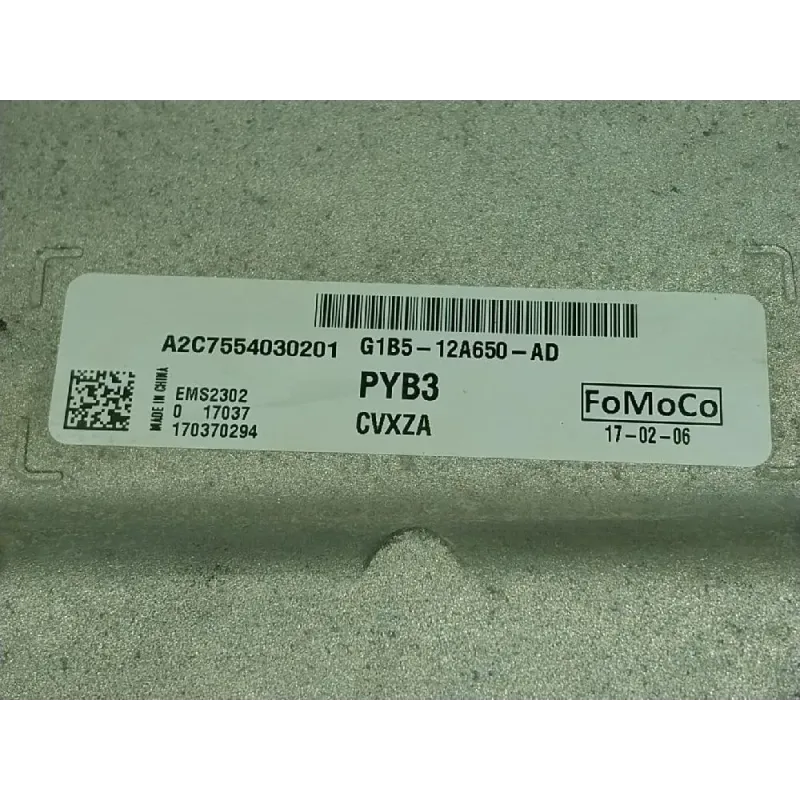 A2C7554030201 G1B5-12A650-AD
MADE IN CHINA
EMS2302
0 17037
170370294
PYB3
CVXZA
FoMoCo
17-02-06